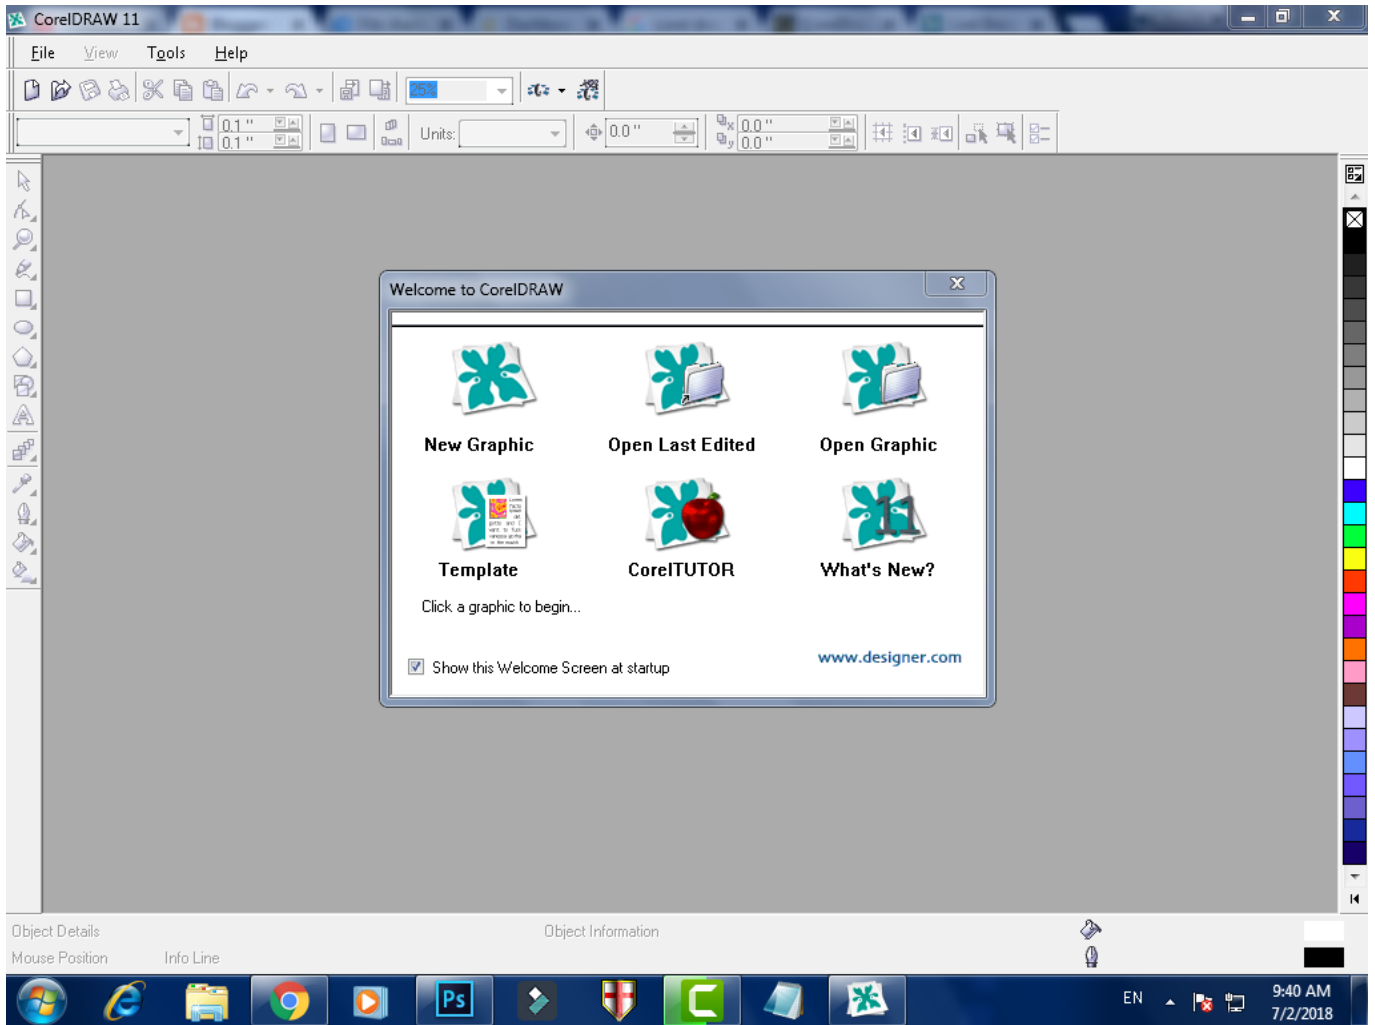 CorelDRAW 11
File View Tools Help
25%
0.1 "
0.1 "
Units:
0.0 "
x 0.0 "
y 0.0 "
Welcome to CorelDRAW
New Graphic Open Last Edited Open Graphic
11
Template CorelTUTOR What's New?
Click a graphic to begin...
Show this Welcome Screen at startup
www.designer.com
Object Details Object Information
Mouse Position Info Line
Ps
EN
9:40 AM
7/2/2018